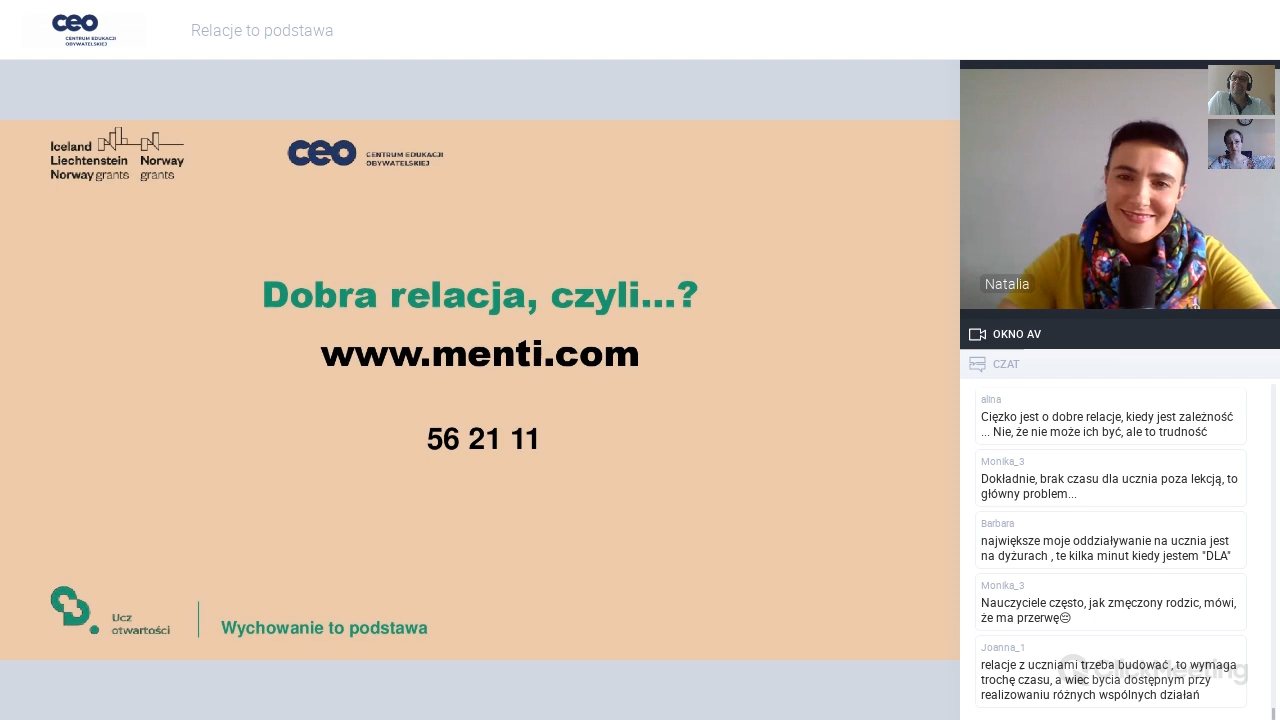 ceo
CENTRUM EDUKACJI
OBYWATELSKIEJ
Relacje to podstawa
Iceland
Liechtenstein Norway
Norway grants grants
ceo
CENTRUM EDUKACJI
OBYWATELSKIEJ
Dobra relacja, czyli...?
www.menti.com
56 21 11
Ucz
otwartości
Wychowanie to podstawa
Natalia
OKNO AV
CZAT
alina
Cięzko jest o dobre relacje, kiedy jest zależność
... Nie, że nie może ich być, ale to trudność
Monika_3
Dokładnie, brak czasu dla ucznia poza lekcją, to
główny problem...
Barbara
największe moje oddziaływanie na ucznia jest
na dyżurach , te kilka minut kiedy jestem "DLA"
Monika_3
Nauczyciele często, jak zmęczony rodzic, mówi,
że ma przerwę😔
Joanna_1
relacje z uczniami trzeba budować , to wymaga
trochę czasu, a wiec bycia dostępnym przy
realizowaniu różnych wspólnych działań
ClickMeeting